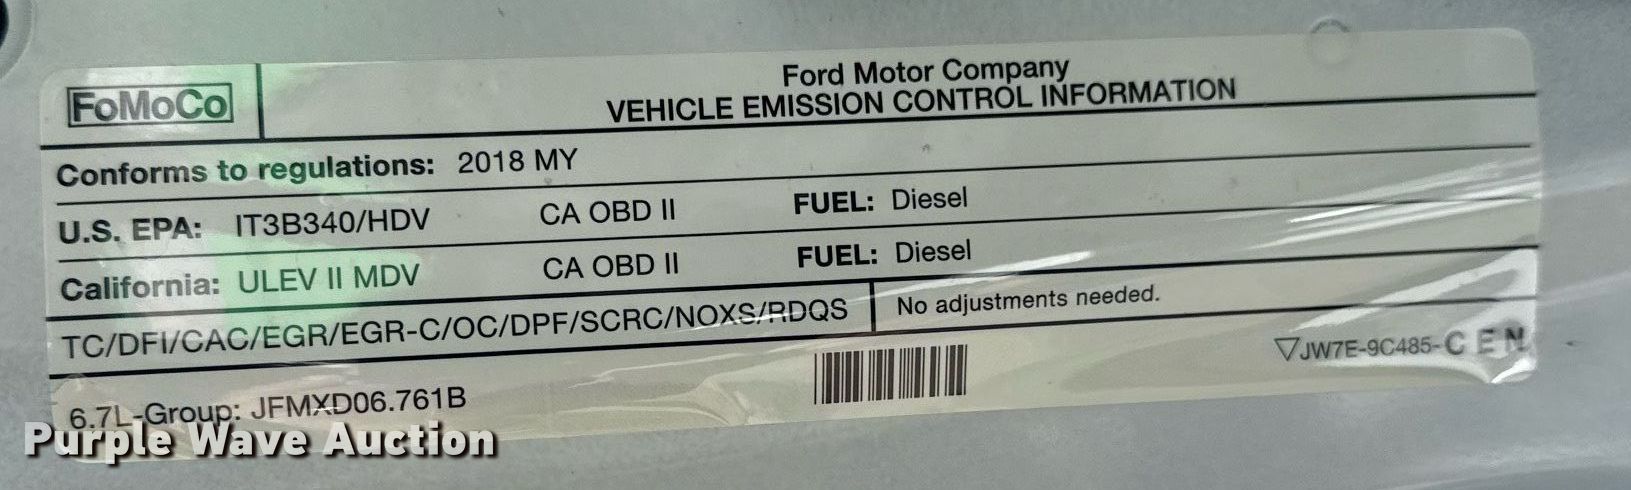 FoMoCo
Ford Motor Company
VEHICLE EMISSION CONTROL INFORMATION
Conforms to regulations: 2018 MY
U.S. EPA: IT3B340/HDV CA OBD II FUEL: Diesel
California: ULEV II MDV CA OBD II FUEL: Diesel
TC/DFI/CAC/EGR/EGR-C/OC/DPF/SCRC/NOXS/RDQS No adjustments needed.
▽JW7E-9C485-CEN
6.7L-Group: JFMXD06.761B
Purple Wave Auction